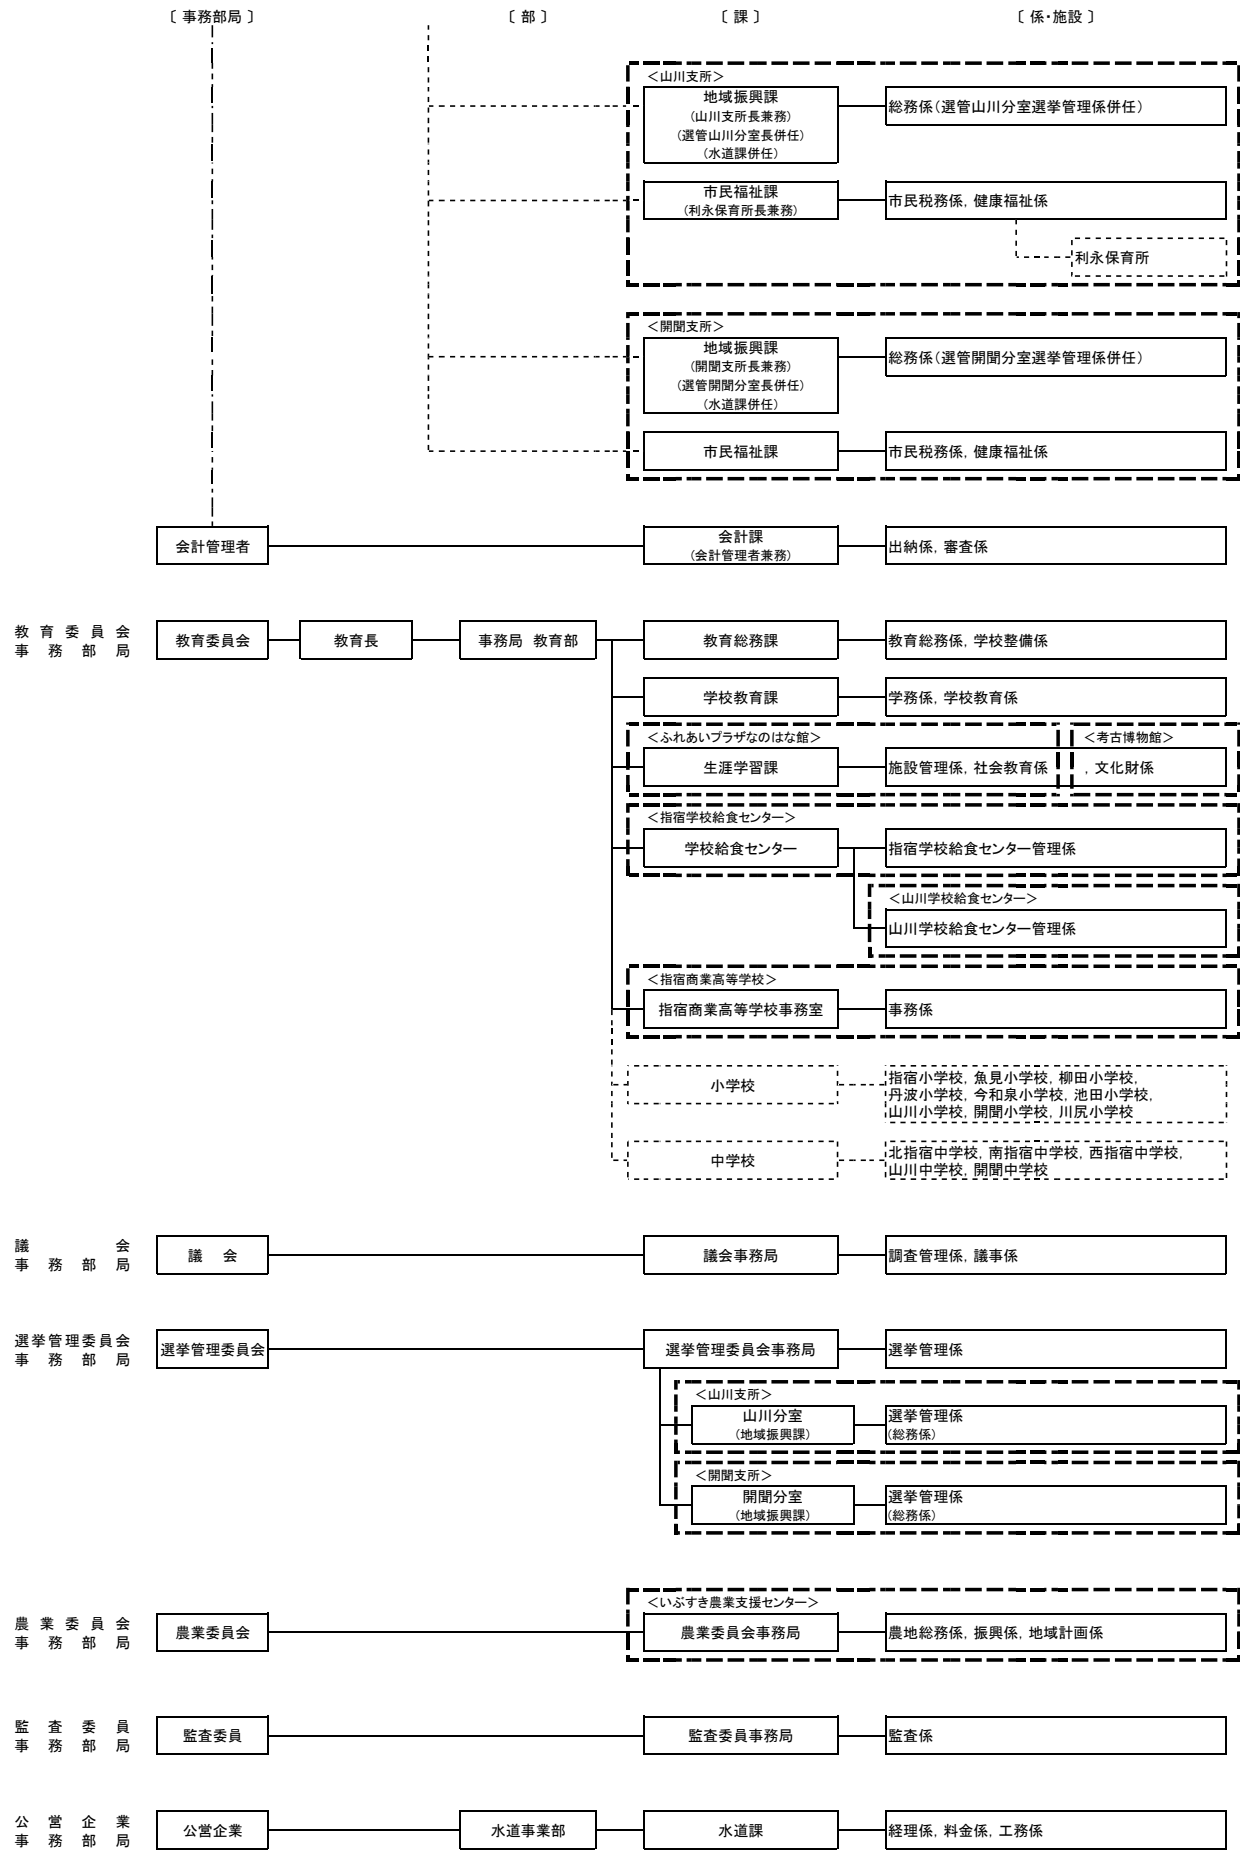 〔 事務部局 〕 〔 部 〕 〔 課 〕 〔 係・施設 〕
＜山川支所＞
地域振興課
(山川支所長兼務)
(選管山川分室長併任)
(水道課併任)
総務係(選管山川分室選挙管理係併任)
市民福祉課
(利永保育所長兼務)
市民税務係, 健康福祉係
利永保育所
＜開聞支所＞
地域振興課
(開聞支所長兼務)
(選管開聞分室長併任)
(水道課併任)
総務係(選管開聞分室選挙管理係併任)
市民福祉課
市民税務係, 健康福祉係
会計管理者
会計課
(会計管理者兼務)
出納係, 審査係
教育委員会
事務部局
教育委員会
教育長
事務局 教育部
教育総務課
教育総務係, 学校整備係
学校教育課
学務係, 学校教育係
＜ふれあいプラザなのはな館＞
＜考古博物館＞
生涯学習課
施設管理係, 社会教育係
, 文化財係
＜指宿学校給食センター＞
学校給食センター
指宿学校給食センター管理係
＜山川学校給食センター＞
山川学校給食センター管理係
＜指宿商業高等学校＞
指宿商業高等学校事務室
事務係
小学校
指宿小学校, 魚見小学校, 柳田小学校,
丹波小学校, 今和泉小学校, 池田小学校,
山川小学校, 開聞小学校, 川尻小学校
中学校
北指宿中学校, 南指宿中学校, 西指宿中学校,
山川中学校, 開聞中学校
議会
事務部局
議 会
議会事務局
調査管理係, 議事係
選挙管理委員会
事務部局
選挙管理委員会
選挙管理委員会事務局
選挙管理係
＜山川支所＞
山川分室
(地域振興課)
選挙管理係
(総務係)
＜開聞支所＞
開聞分室
(地域振興課)
選挙管理係
(総務係)
農業委員会
事務部局
農業委員会
＜いぶすき農業支援センター＞
農業委員会事務局
農地総務係, 振興係, 地域計画係
監査委員
事務部局
監査委員
監査委員事務局
監査係
公営企業
事務部局
公営企業
水道事業部
水道課
経理係, 料金係, 工務係